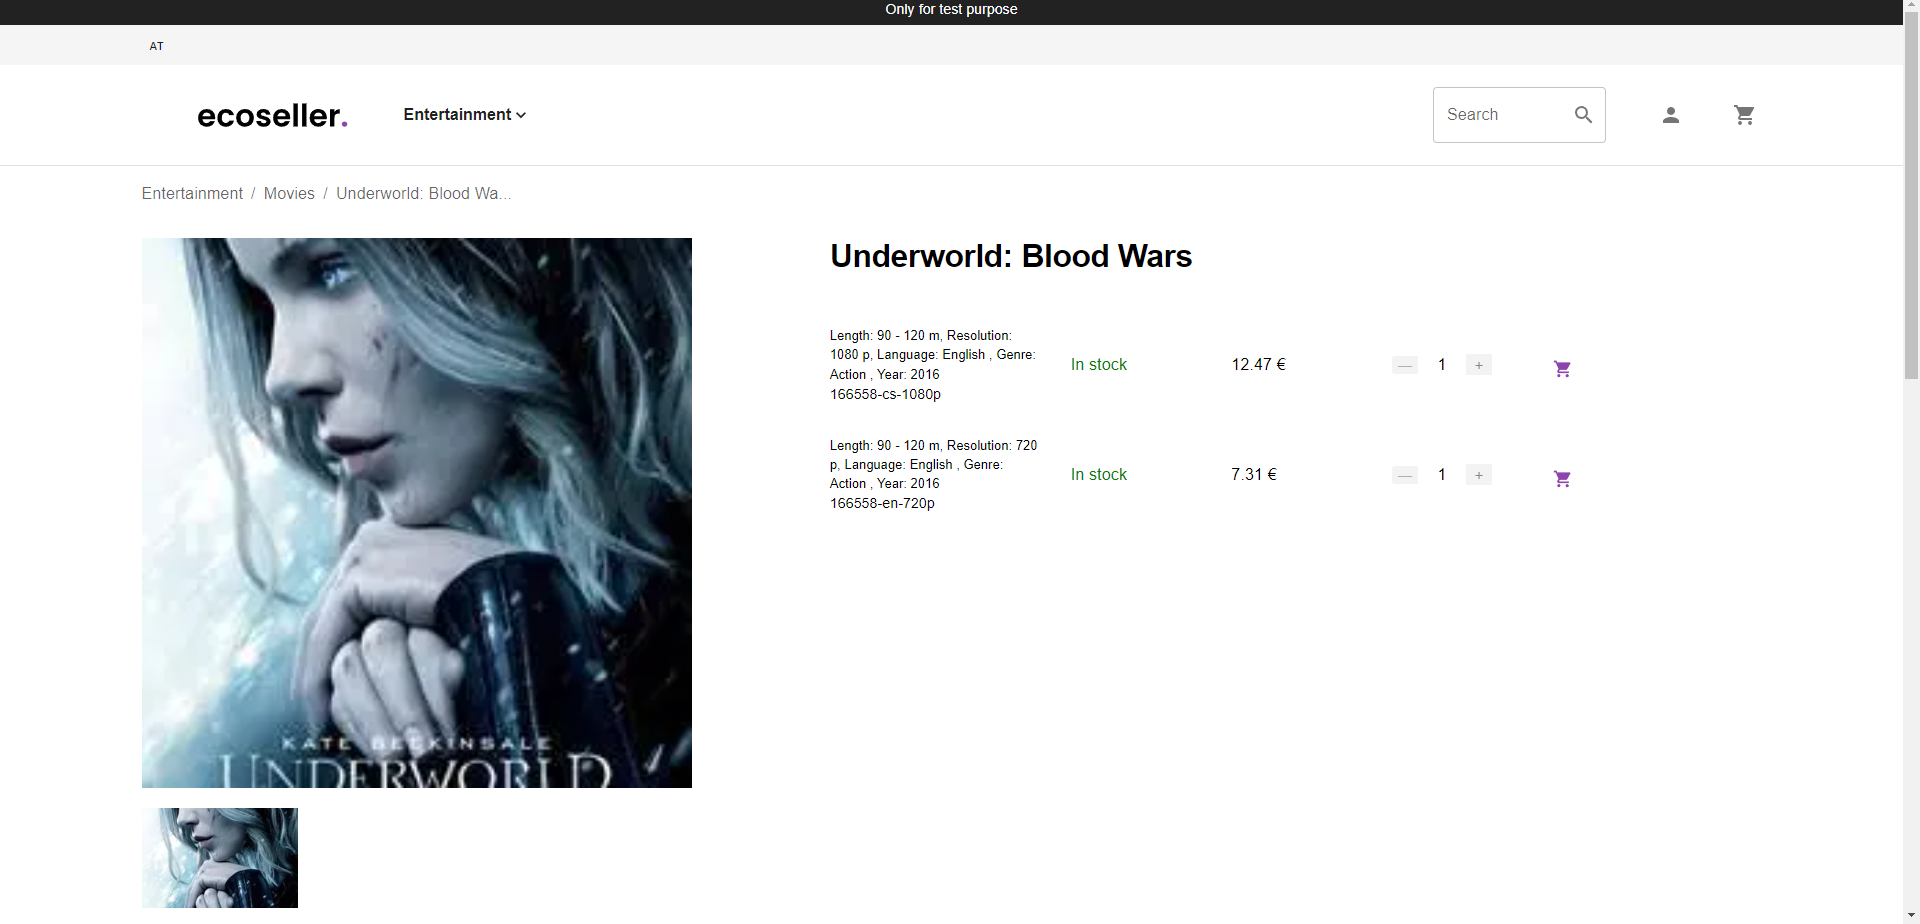 Only for test purpose
AT
ecoseller.
Entertainment
Search
Entertainment / Movies / Underworld: Blood Wa...
Underworld: Blood Wars
Length: 90 - 120 m, Resolution:
1080 p, Language: English , Genre:
Action , Year: 2016
166558-cs-1080p
In stock
12.47 €
— 1 +
Length: 90 - 120 m, Resolution: 720
p, Language: English , Genre:
Action , Year: 2016
166558-en-720p
In stock
7.31 €
— 1 +
KATE BECKINSALE
UNDERWORLD